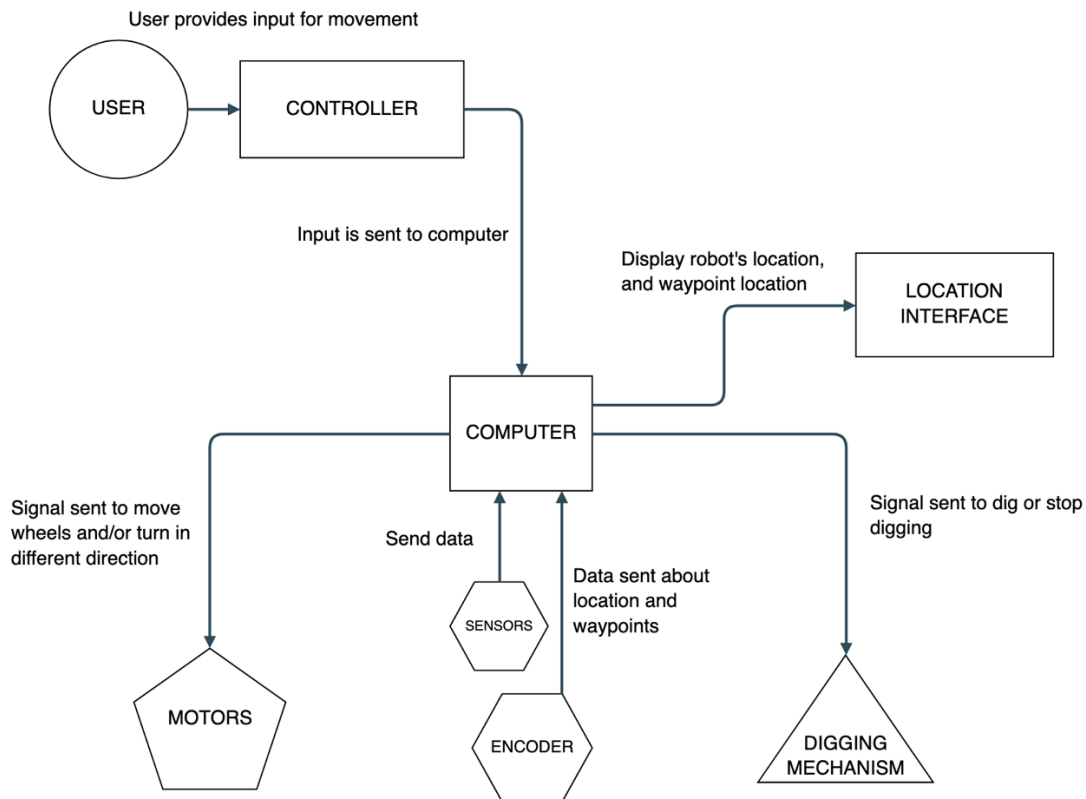 User provides input for movement
USER
CONTROLLER
Input is sent to computer
Display robot's location,
and waypoint location
LOCATION
INTERFACE
COMPUTER
Signal sent to move
wheels and/or turn in
different direction
Send data
Signal sent to dig or stop
digging
Data sent about
location and
waypoints
SENSORS
MOTORS
ENCODER
DIGGING
MECHANISM